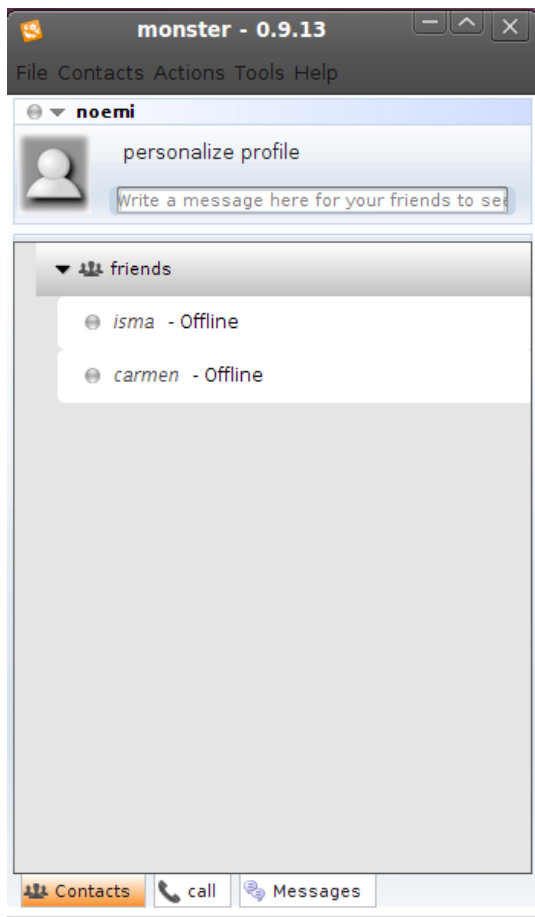 monster - 0.9.13
File Contacts Actions Tools Help
noemi
personalize profile
Write a message here for your friends to see
friends
isma - Offline
carmen - Offline
Contacts call Messages